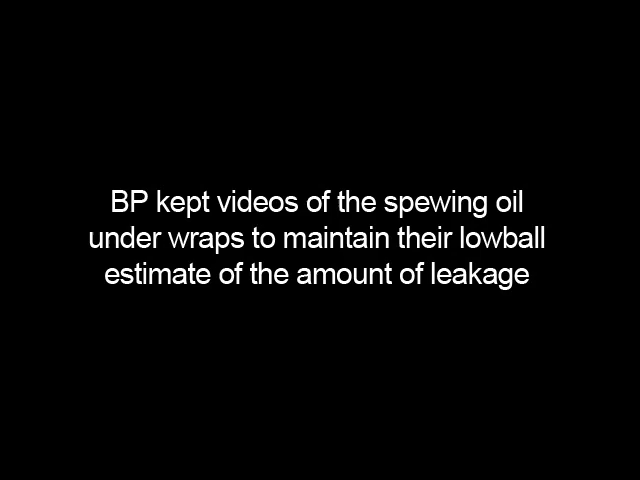 BP kept videos of the spewing oil
under wraps to maintain their lowball
estimate of the amount of leakage